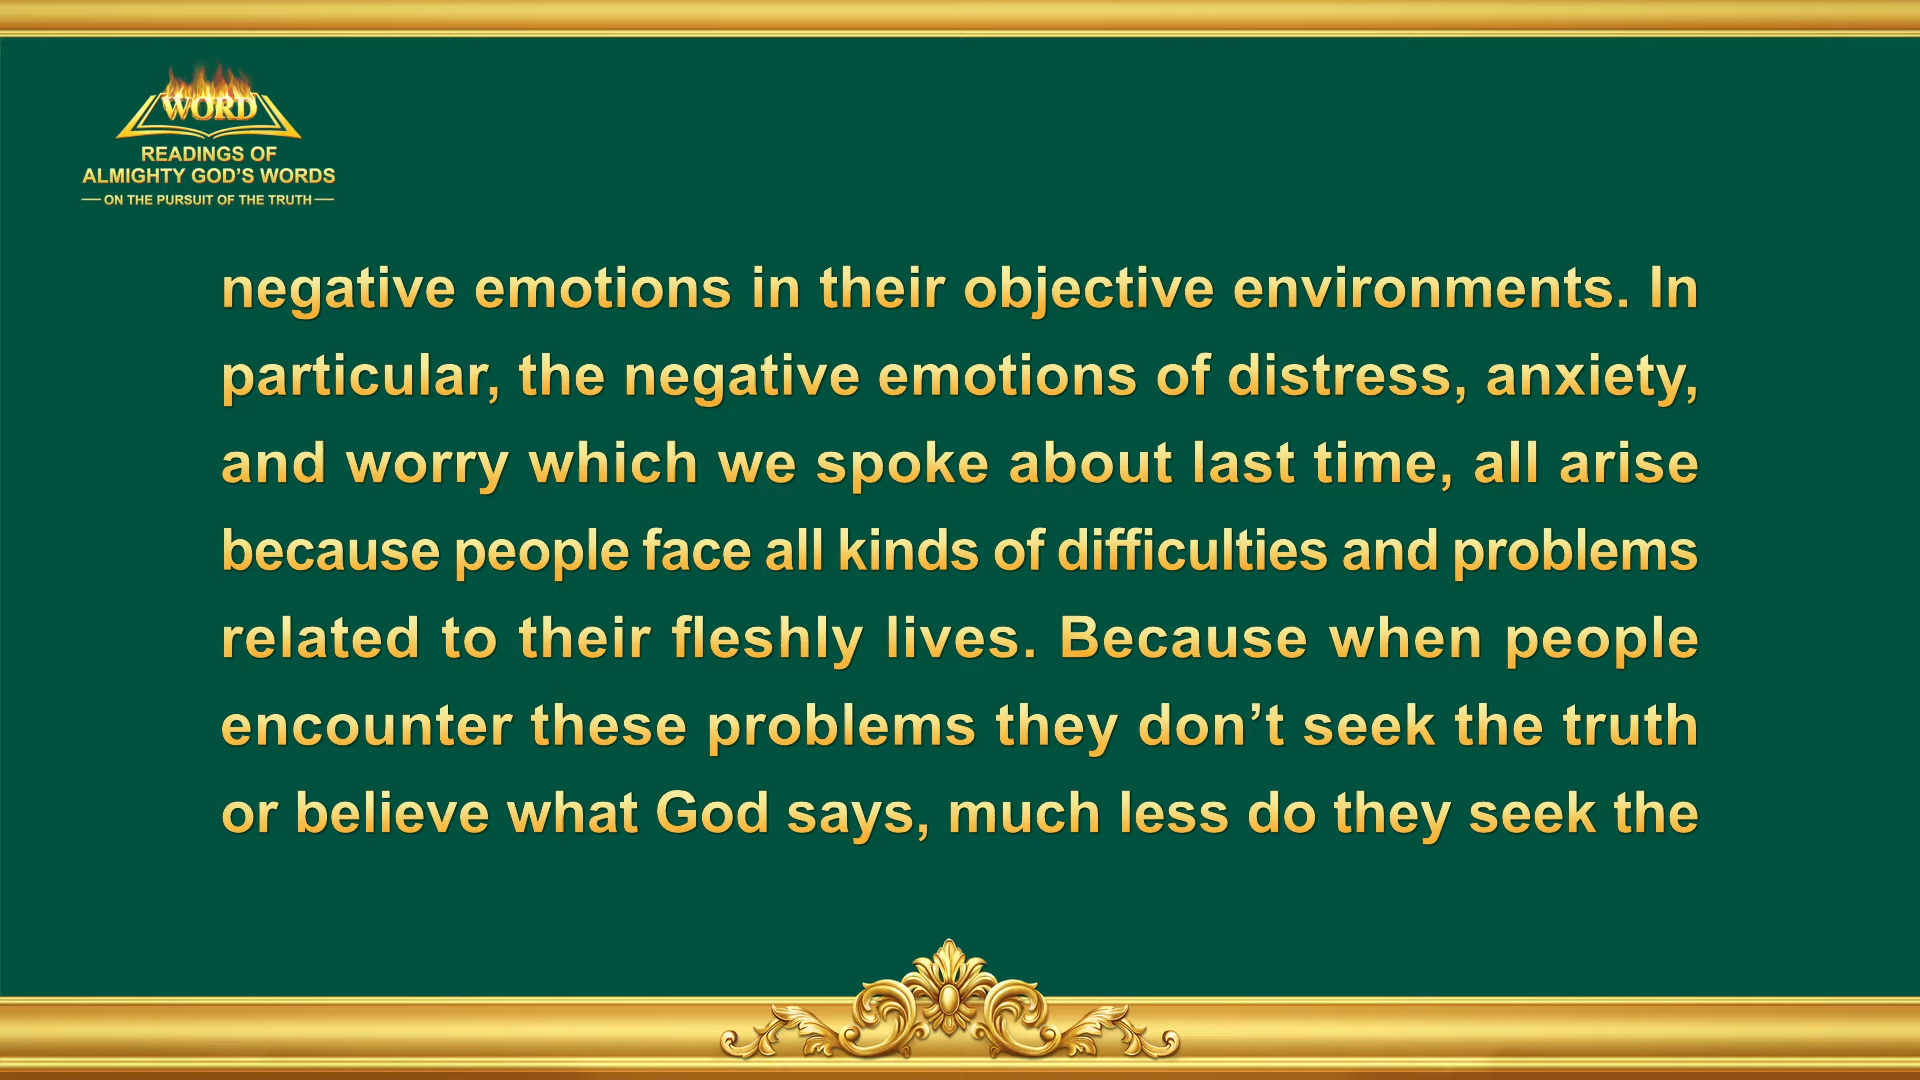 WORD
READINGS OF
ALMIGHTY GOD’S WORDS
ON THE PURSUIT OF THE TRUTH
negative emotions in their objective environments. In
particular, the negative emotions of distress, anxiety,
and worry which we spoke about last time, all arise
because people face all kinds of difficulties and problems
related to their fleshly lives. Because when people
encounter these problems they don’t seek the truth
or believe what God says, much less do they seek the